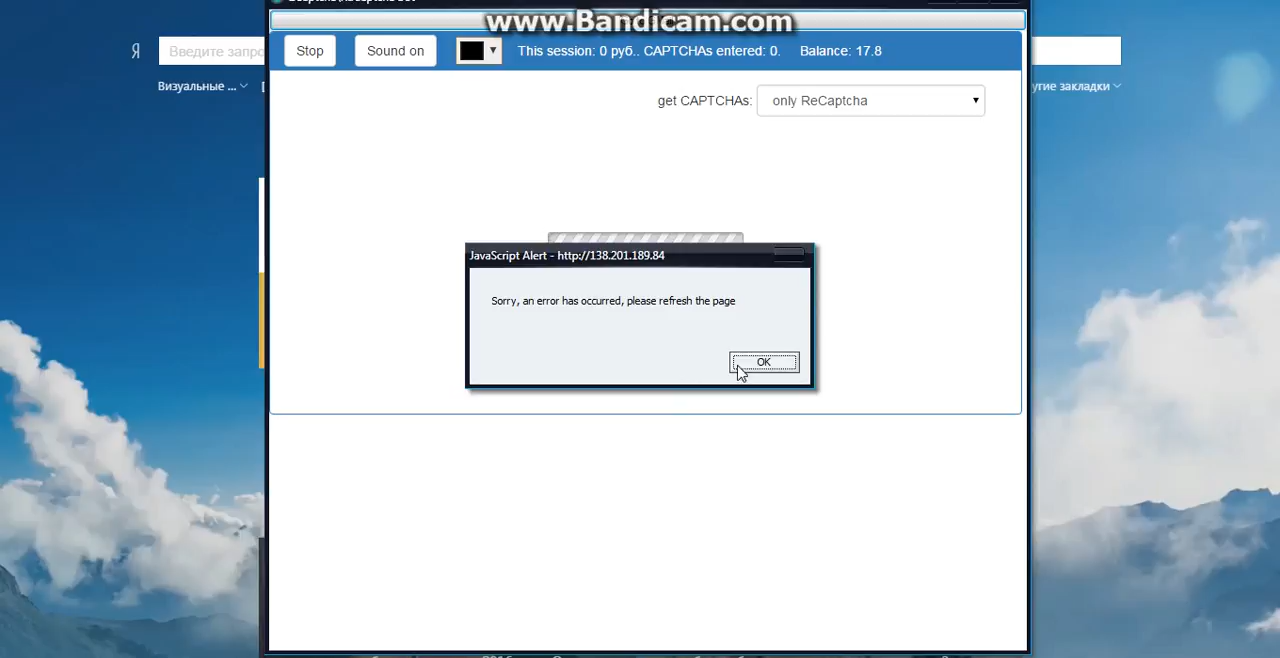 www.Bandicam.com
Stop
Sound on
This session: 0 руб.. CAPTCHAs entered: 0.
Balance: 17.8
Я
Введите запро
Визуальные ...
угие закладки
get CAPTCHAs:
only ReCaptcha
JavaScript Alert - http://138.201.189.84
Sorry, an error has occurred, please refresh the page
OK